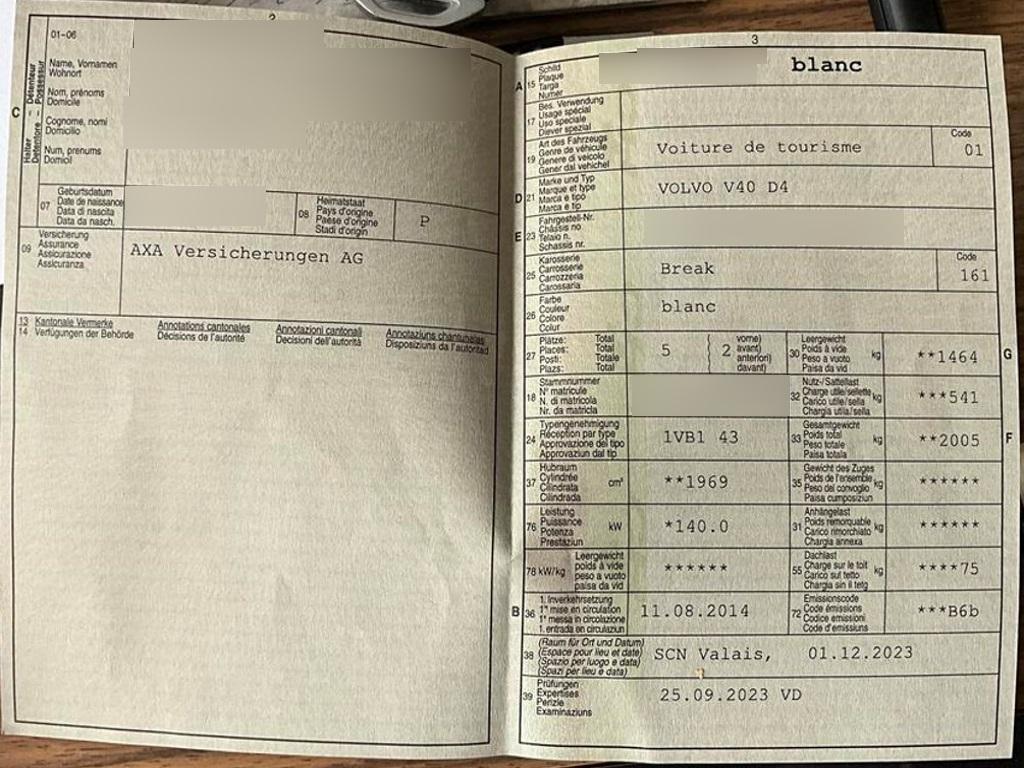 2
01-06
Name, Vornamen
Wohnort
Nom, prénoms
Domicile
Cognome, nomi
Domicilio
Num, prenums
Domicil
C
Halter – Détenteur
Detentore – Possessur
07
Geburtsdatum
Date de naissance
Data di nascita
Data da nasch.
08
Heimatstaat
Pays d'origine
Paese d'origine
Stadi d'origin
P
09
Versicherung
Assurance
Assicurazione
Assicuranza
AXA Versicherungen AG
13 Kantonale Vermerke
14 Verfügungen der Behörde
Annotations cantonales
Décisions de l'autorité
Annotazioni cantonali
Decisioni dell'autorità
Annotaziuns chantunalas
Disposiziuns da l'autoritad
3
A
15
Schild
Plaque
Targa
Numer
blanc
17
Bes. Verwendung
Usage spécial
Uso speciale
Diever spezial
19
Art des Fahrzeugs
Genre de véhicule
Genere di veicolo
Gener dal vehichel
Voiture de tourisme
Code
01
D
21
Marke und Typ
Marque et type
Marca e tipo
Marca e tip
VOLVO V40 D4
E
23
Fahrgestell-Nr.
Châssis no
Telaio n.
Schassis nr.
25
Karosserie
Carrosserie
Carrozzeria
Carossaria
Break
Code
161
26
Farbe
Couleur
Colore
Colur
blanc
27
Plätze: Total
Places: Total
Posti: Totale
Plazs: Total
5
2
vorne)
avant)
anteriori)
davant)
30
Leergewicht
Poids à vide
Peso a vuoto
Paisa da vid
kg
**1464
G
18
Stammnummer
N° matricule
N. di matricola
Nr. da matricla
32
Nutz-/Sattellast
Charge utile/sellette
Carico utile/sella
Chargia utila/sella
kg
***541
24
Typengenehmigung
Réception par type
Approvazione del tipo
Approvaziun dal tip
1VB1 43
33
Gesamtgewicht
Poids total
Peso totale
Paisa totala
kg
**2005
F
37
Hubraum
Cylindrée
Cilindrata
Cilindrada
cm³
**1969
35
Gewicht des Zuges
Poids de l'ensemble
Peso del convoglio
Paisa cumposiziun
kg
******
76
Leistung
Puissance
Potenza
Prestaziun
kW
*140.0
31
Anhängelast
Poids remorquable
Carico rimorchiato
Chargia annexa
kg
******
78 kW/kg
Leergewicht
poids à vide
peso a vuoto
paisa da vid
******
55
Dachlast
Charge sur le toit
Carico sul tetto
Chargia sin il tetg
kg
****75
B
36
1. Inverkehrsetzung
1re mise en circulation
1a messa in circolazione
1. entrada en circulaziun
11.08.2014
72
Emissionscode
Code émissions
Codice emissioni
Code d'emissiuns
***B6b
38
(Raum für Ort und Datum)
(Espace pour lieu et date)
(Spazio per luogo e data)
(Spazi per lieu e data)
SCN Valais, 01.12.2023
39
Prüfungen
Expertises
Perizie
Examinaziuns
25.09.2023 VD